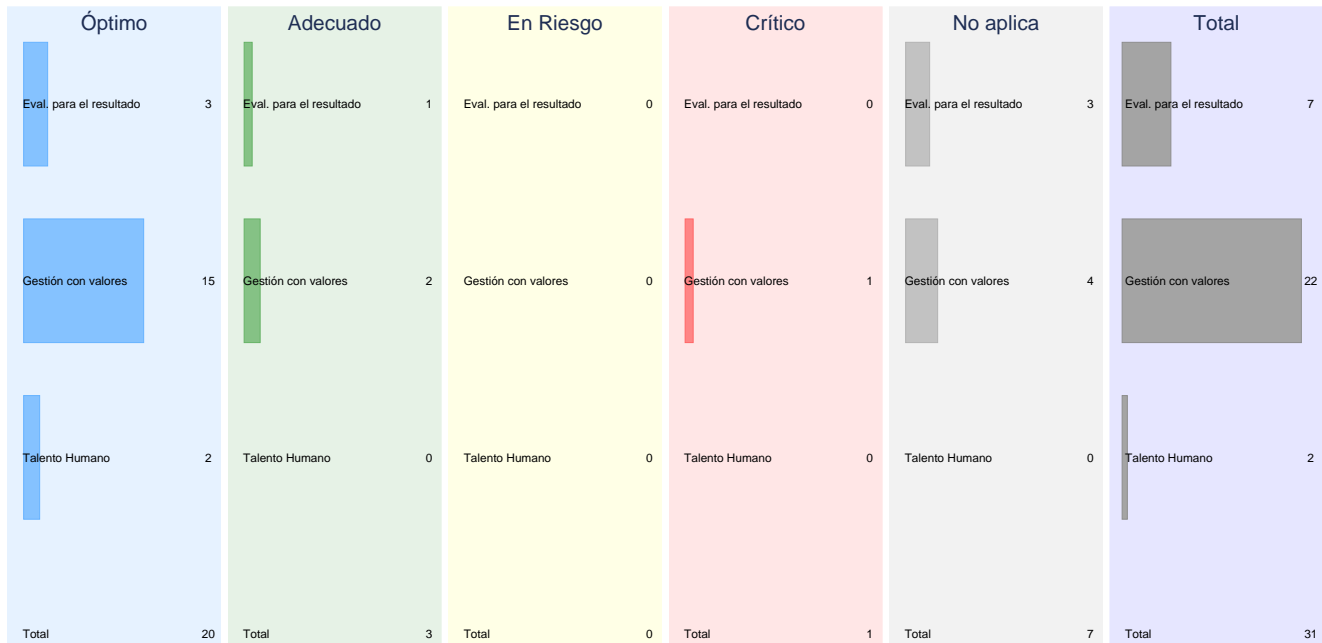 Óptimo
Adecuado
En Riesgo
Crítico
No aplica
Total
Eval. para el resultado 3
Eval. para el resultado 1
Eval. para el resultado 0
Eval. para el resultado 0
Eval. para el resultado 3
Eval. para el resultado 7
Gestión con valores 15
Gestión con valores 2
Gestión con valores 0
Gestión con valores 1
Gestión con valores 4
Gestión con valores 22
Talento Humano 2
Talento Humano 0
Talento Humano 0
Talento Humano 0
Talento Humano 0
Talento Humano 2
Total 20
Total 3
Total 0
Total 1
Total 7
Total 31